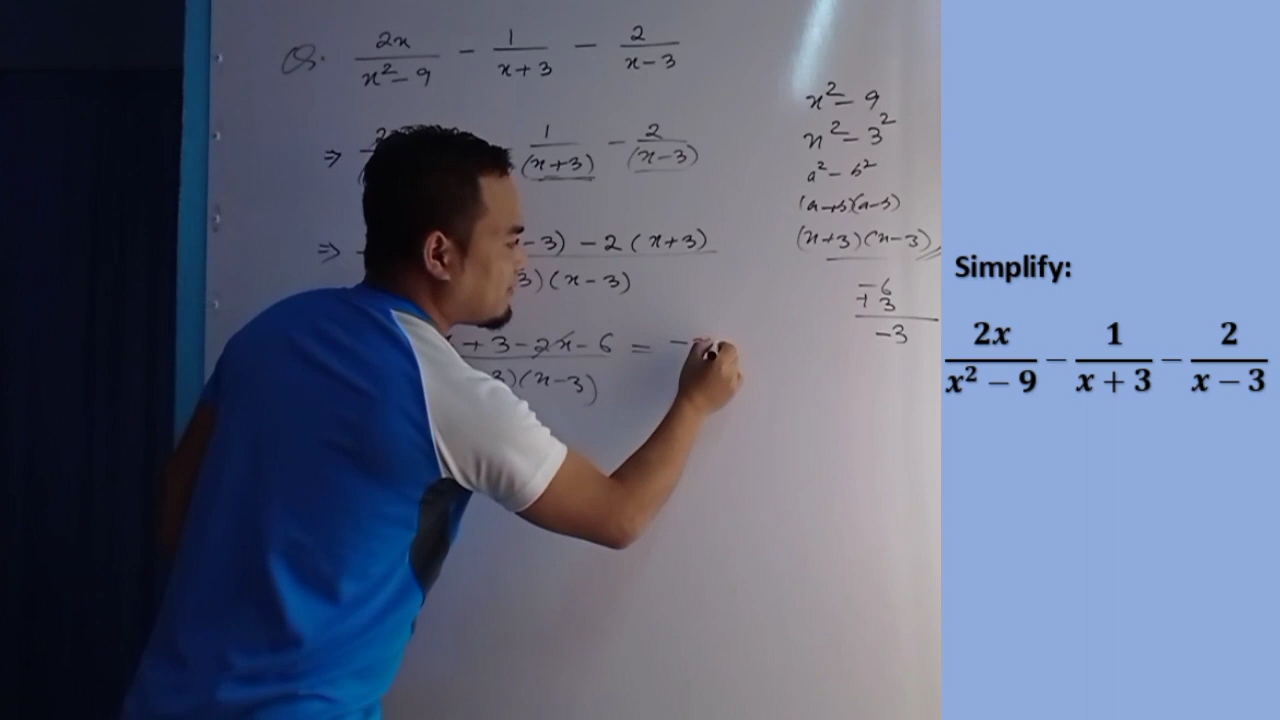 Q. 2x/x² - 9 - 1/x + 3 - 2/x - 3
⇒ 1/(x+3) - 2/(x-3)
⇒ -3) - 2(x+3)
3)(x-3)
+ 3 - 2x - 6 =
3)(x-3)
x² - 9
x² - 3²
a² - b²
(a+b)(a-b)
(x+3)(x-3)
-6
+3
-3
Simplify:
2x/x² − 9 − 1/x + 3 − 2/x − 3